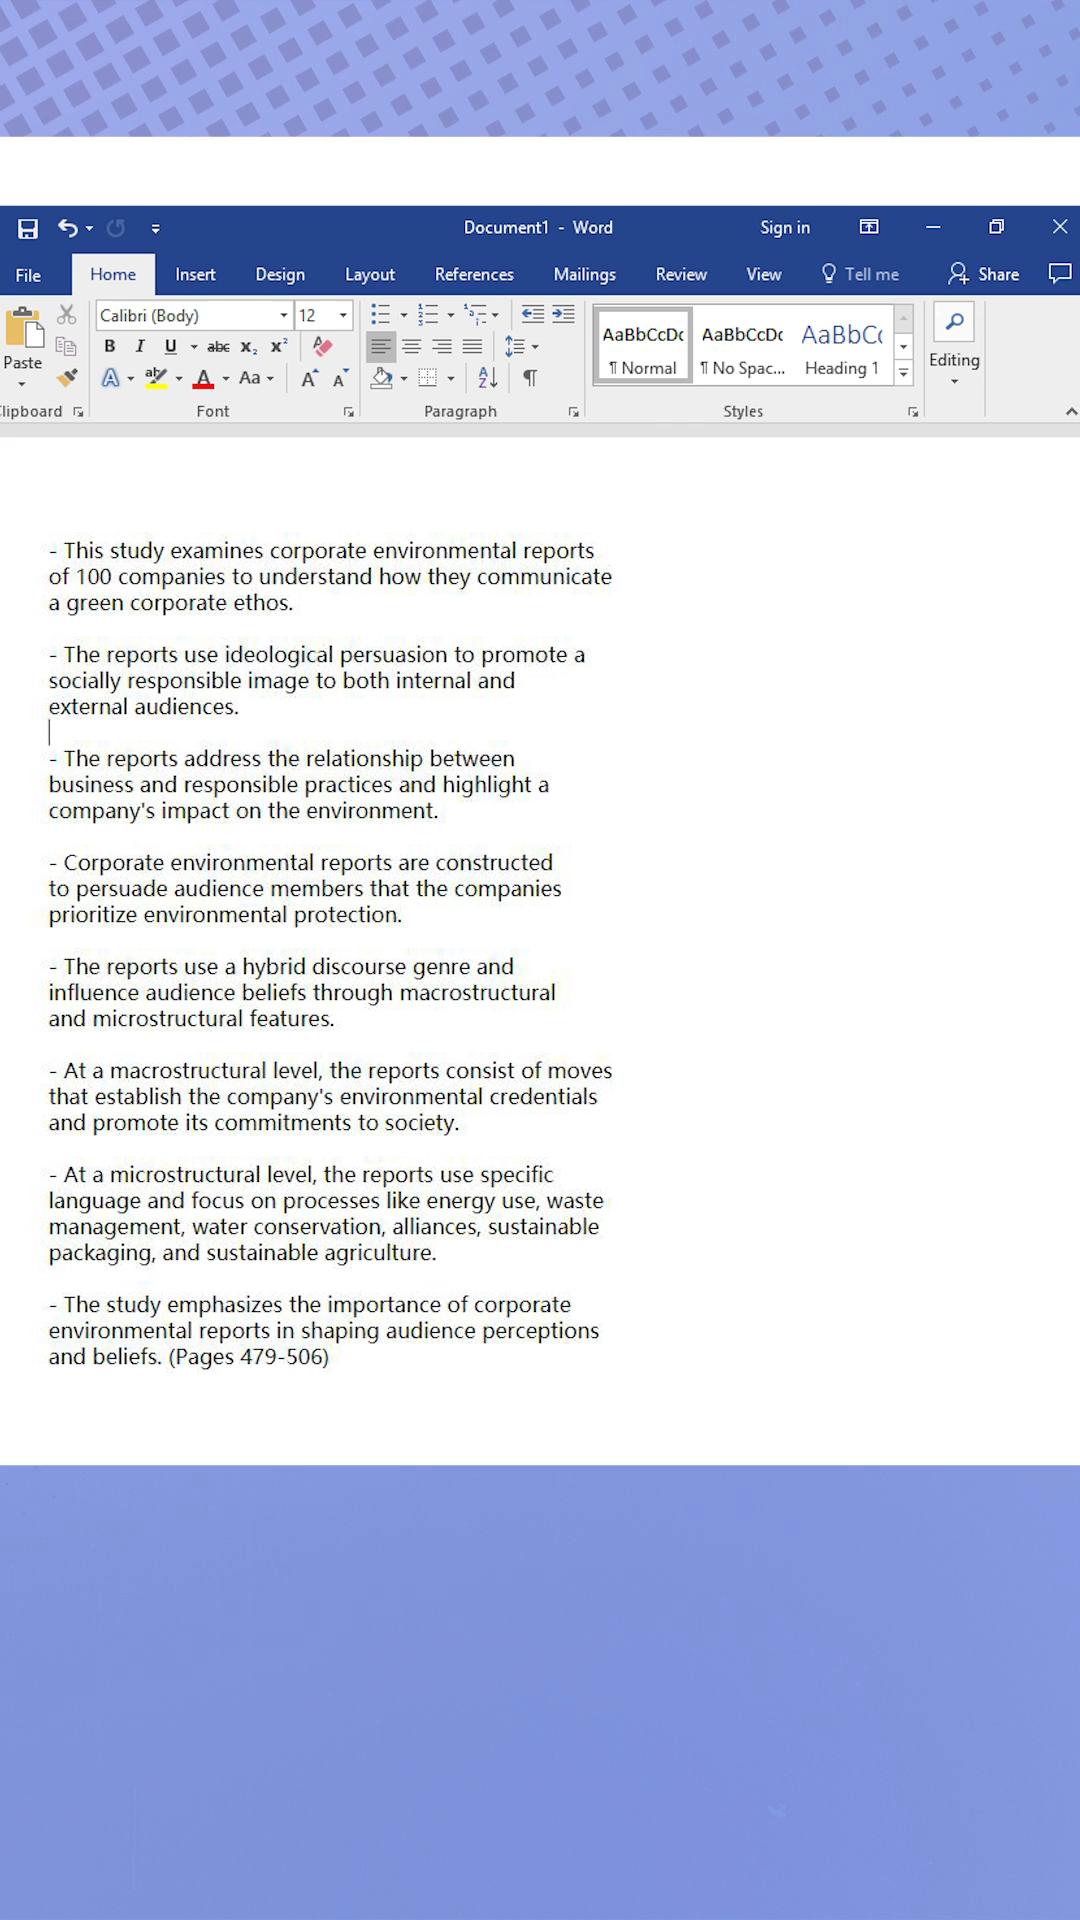 Document1 - Word
Sign in
File
Home
Insert
Design
Layout
References
Mailings
Review
View
Tell me
Share
Paste
Calibri (Body)
12
AaBbCcDc
AaBbCcDc
AaBbC
¶ Normal
¶ No Spac...
Heading 1
Editing
B I U abc x₂ x²
A aby A Aa A A
A Z ¶
lipboard
Font
Paragraph
Styles
- This study examines corporate environmental reports
of 100 companies to understand how they communicate
a green corporate ethos.
- The reports use ideological persuasion to promote a
socially responsible image to both internal and
external audiences.
- The reports address the relationship between
business and responsible practices and highlight a
company's impact on the environment.
- Corporate environmental reports are constructed
to persuade audience members that the companies
prioritize environmental protection.
- The reports use a hybrid discourse genre and
influence audience beliefs through macrostructural
and microstructural features.
- At a macrostructural level, the reports consist of moves
that establish the company's environmental credentials
and promote its commitments to society.
- At a microstructural level, the reports use specific
language and focus on processes like energy use, waste
management, water conservation, alliances, sustainable
packaging, and sustainable agriculture.
- The study emphasizes the importance of corporate
environmental reports in shaping audience perceptions
and beliefs. (Pages 479-506)